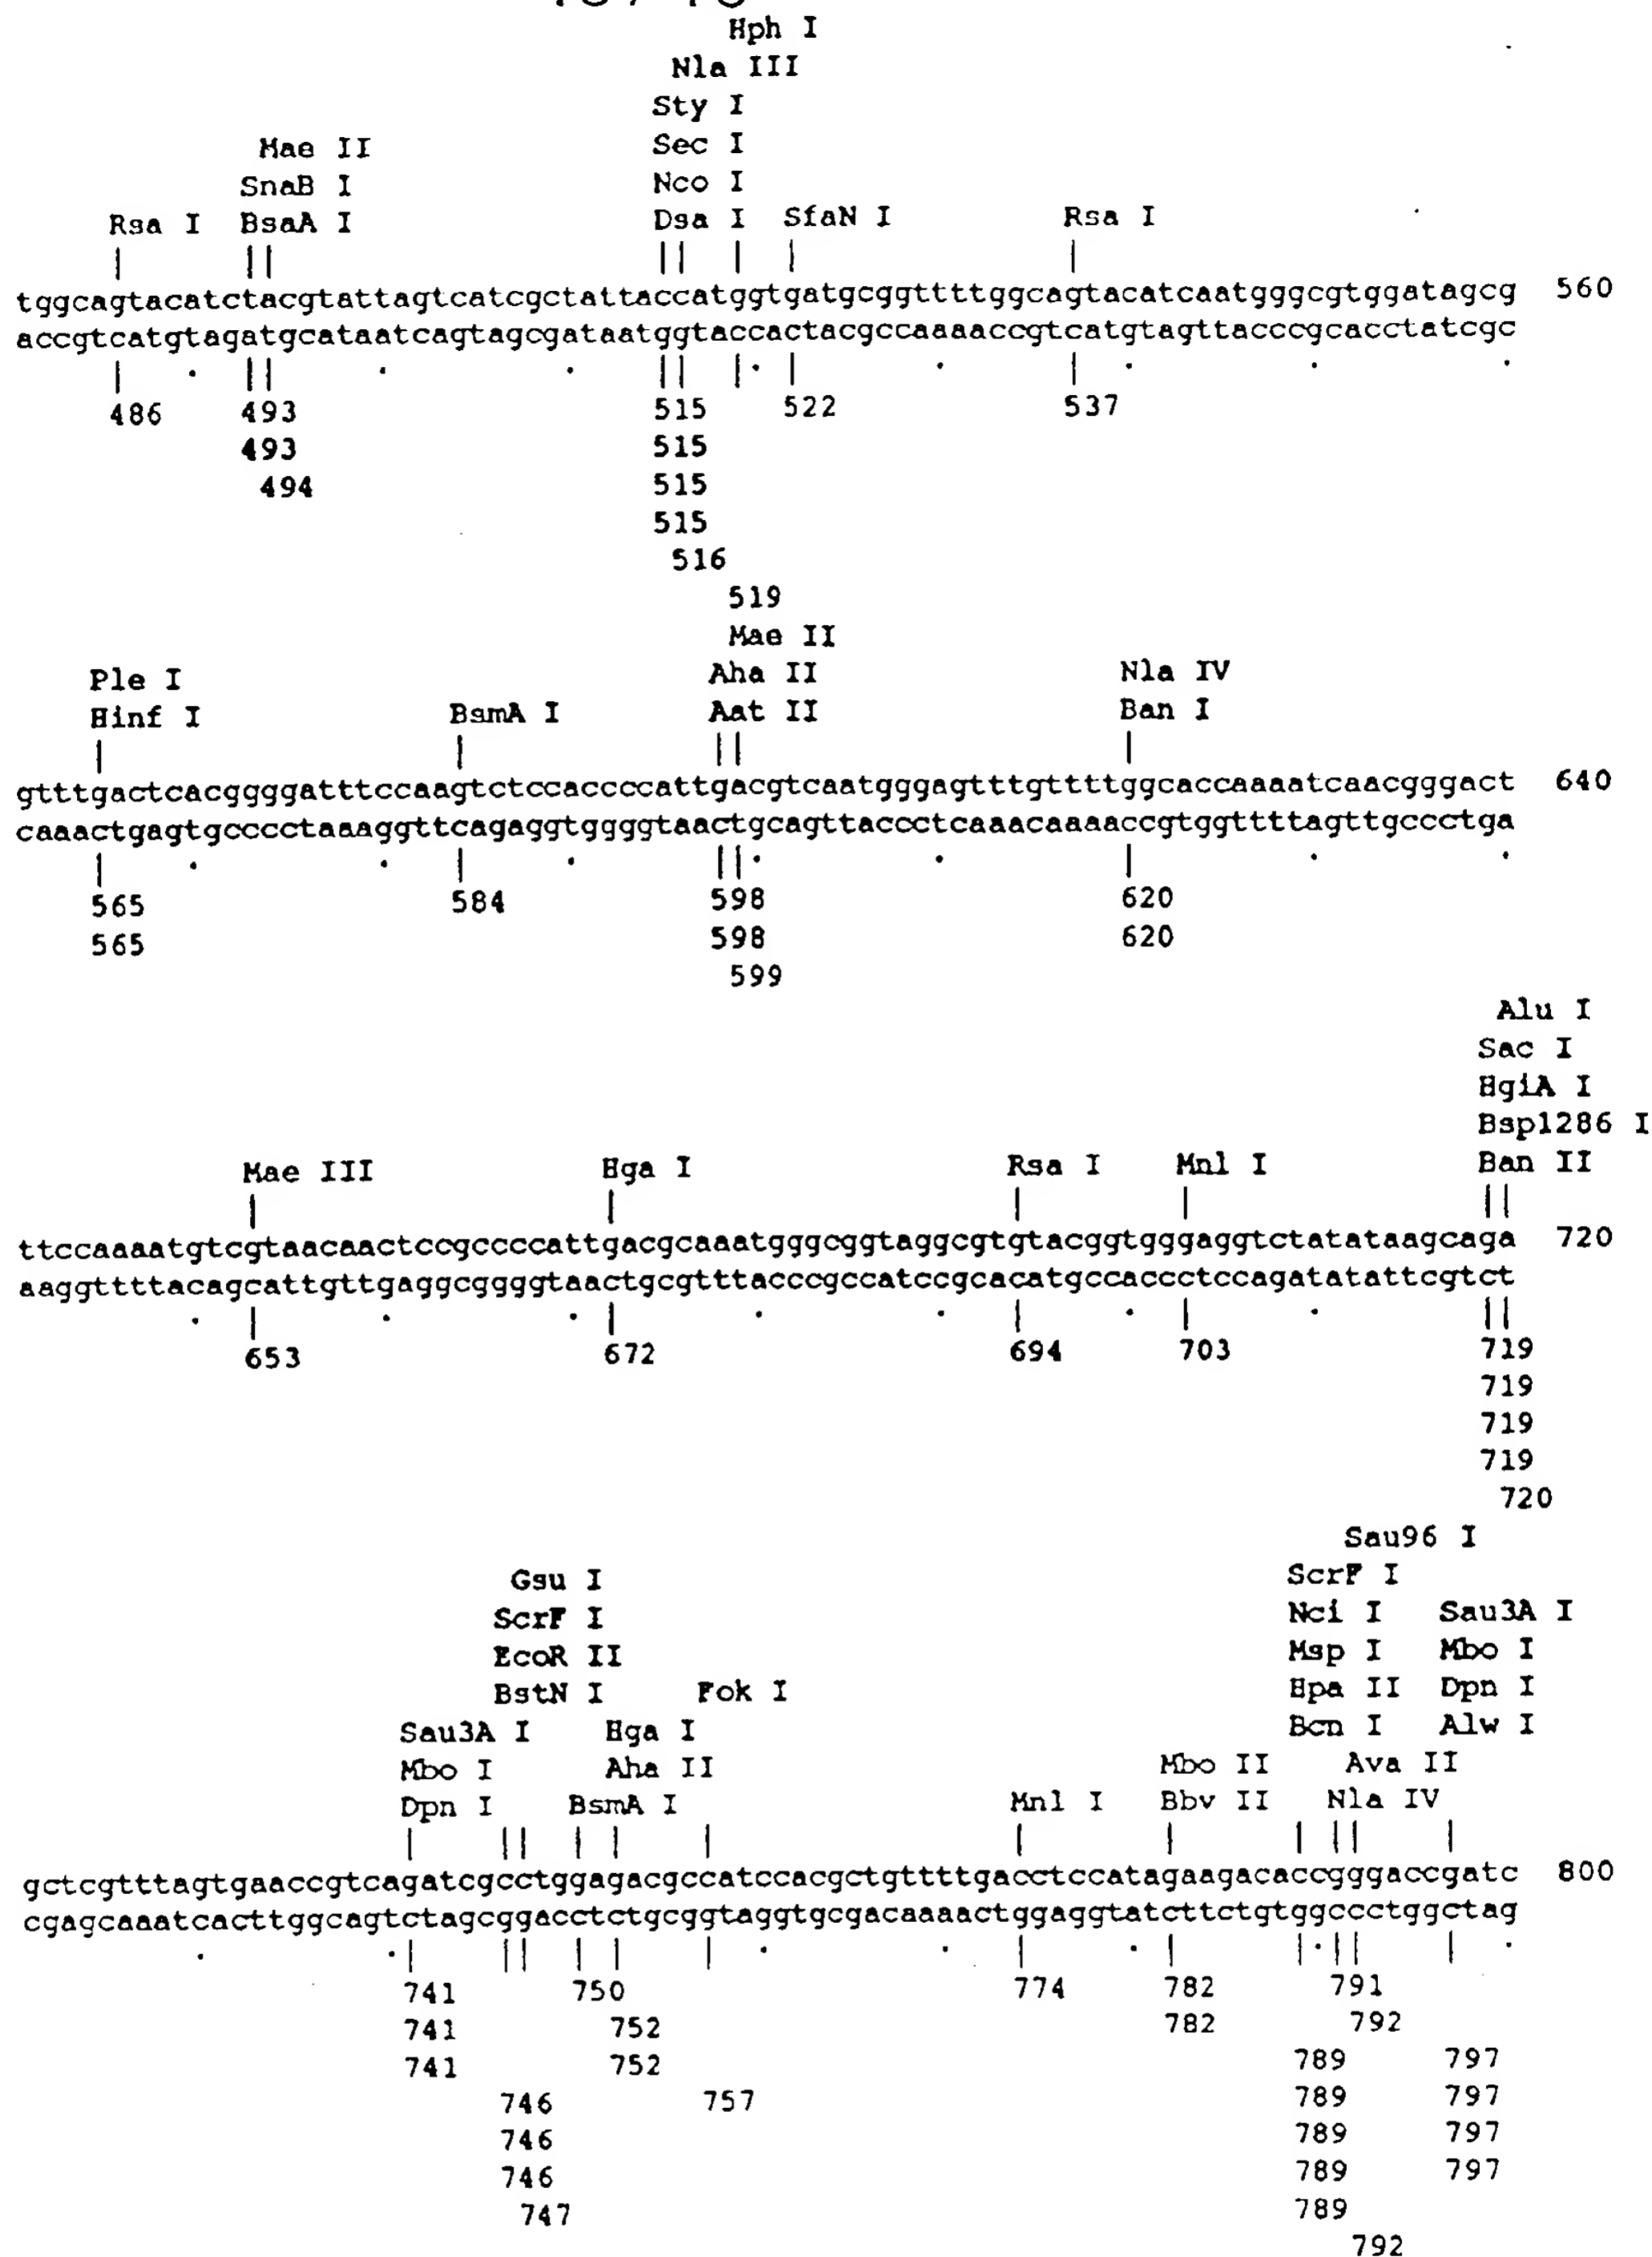 Hph I
Nla III
Sty I
Mae II Sec I
SnaB I Nco I
Rsa I BsaA I Dsa I SfaN I Rsa I
tggcagtacatctacgtattagtcatcgctattaccatggtgatgcggttttggcagtacatcaatgggcgtggatagcg 560
accgtcatgtagatgcataatcagtagcgataatggtaccactacgccaaaaccgtcatgtagttacccgcacctatcgc
486 493 515 522 537
493 515
494 515
515
516
519
Mae II
Ple I Aha II Nla IV
Hinf I BsmA I Aat II Ban I
gtttgactcacggggatttccaagtctccaccccattgacgtcaatgggagtttgttttggcaccaaaatcaacgggact 640
caaactgagtgcccctaaaggttcagaggtggggtaactgcagttaccctcaaacaaaaccgtggttttagttgccctga
565 584 598 620
565 598 620
599
Alu I
Sac I
HgiA I
Bsp1286 I
Mae III Hga I Rsa I Mnl I Ban II
ttccaaaatgtcgtaacaactccgccccattgacgcaaatgggcggtaggcgtgtacggtgggaggtctatataagcaga 720
aaggttttacagcattgttgaggcggggtaactgcgtttacccgccatccgcacatgccaccctccagatatattcgtct
653 672 694 703 719
719
719
719
720
Sau96 I
Gsu I ScrF I
ScrF I Nci I Sau3A I
EcoR II Msp I Mbo I
BstN I Fok I Hpa II Dpn I
Sau3A I Hga I Bcn I Alw I
Mbo I Aha II Mbo II Ava II
Dpn I BsmA I Mnl I Bbv II Nla IV
gctcgtttagtgaaccgtcagatcgcctggagacgccatccacgctgttttgacctccatagaagacaccgggaccgatc 800
cgagcaaatcacttggcagtctagcggacctctgcggtaggtgcgacaaaactggaggtatcttctgtggccctggctag
741 750 774 782 791
741 752 782 792
741 752 789 797
746 757 789 797
746 789 797
746 789 797
747 789
792